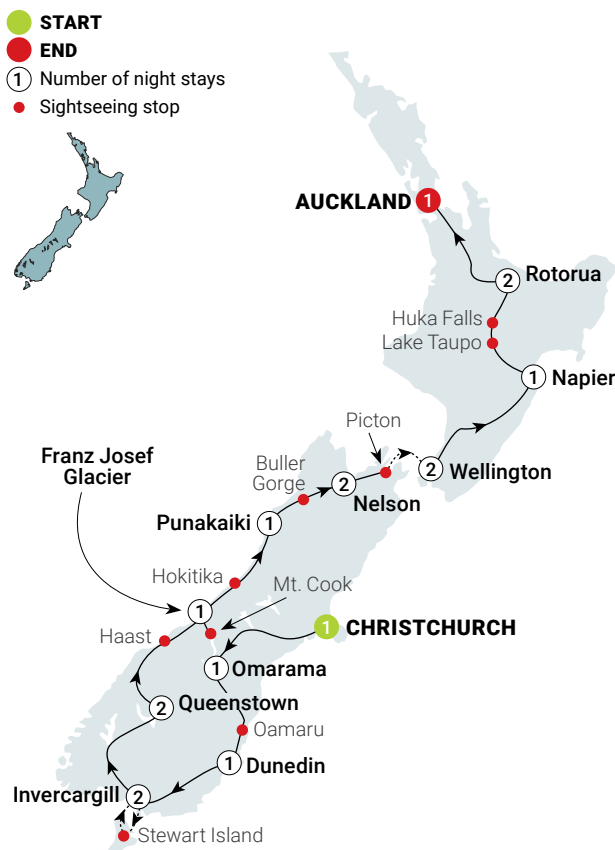 START
END
1 Number of night stays
Sightseeing stop
AUCKLAND 1
2 Rotorua
Huka Falls
Lake Taupo
1 Napier
Picton
Franz Josef
Glacier
Buller
Gorge
2 Wellington
2
Nelson
Punakaiki 1
Hokitika
Mt. Cook
1
1 CHRISTCHURCH
Haast
1 Omarama
Queenstown
2
Oamaru
1 Dunedin
Invercargill 2
Stewart Island